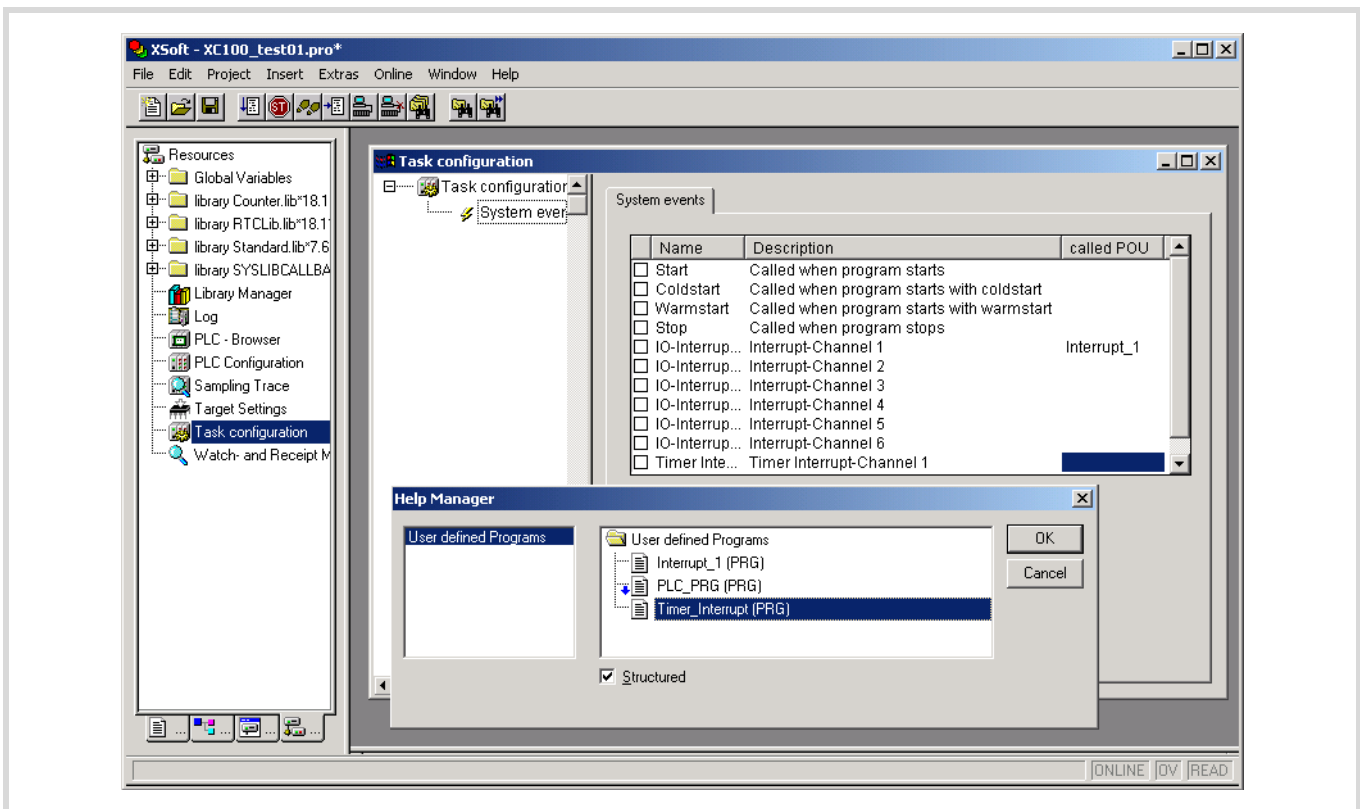 XSoft - XC100_test01.pro*
File Edit Project Insert Extras Online Window Help
Resources
Global Variables
library Counter.lib*18.1
library RTCLib.lib*18.1
library Standard.lib*7.6
library SYSLIBCALLBA
Library Manager
Log
PLC - Browser
PLC Configuration
Sampling Trace
Target Settings
Task configuration
Watch- and Receipt M
... ... ... ...
Task configuration
Task configuration
System ever
System events
Name Description called POU
Start Called when program starts
Coldstart Called when program starts with coldstart
Warmstart Called when program starts with warmstart
Stop Called when program stops
IO-Interrup... Interrupt-Channel 1 Interrupt_1
IO-Interrup... Interrupt-Channel 2
IO-Interrup... Interrupt-Channel 3
IO-Interrup... Interrupt-Channel 4
IO-Interrup... Interrupt-Channel 5
IO-Interrup... Interrupt-Channel 6
Timer Inte... Timer Interrupt-Channel 1
Help Manager
User defined Programs
User defined Programs
Interrupt_1 (PRG)
PLC_PRG (PRG)
Timer_Interrupt (PRG)
OK
Cancel
Structured
ONLINE OV READ